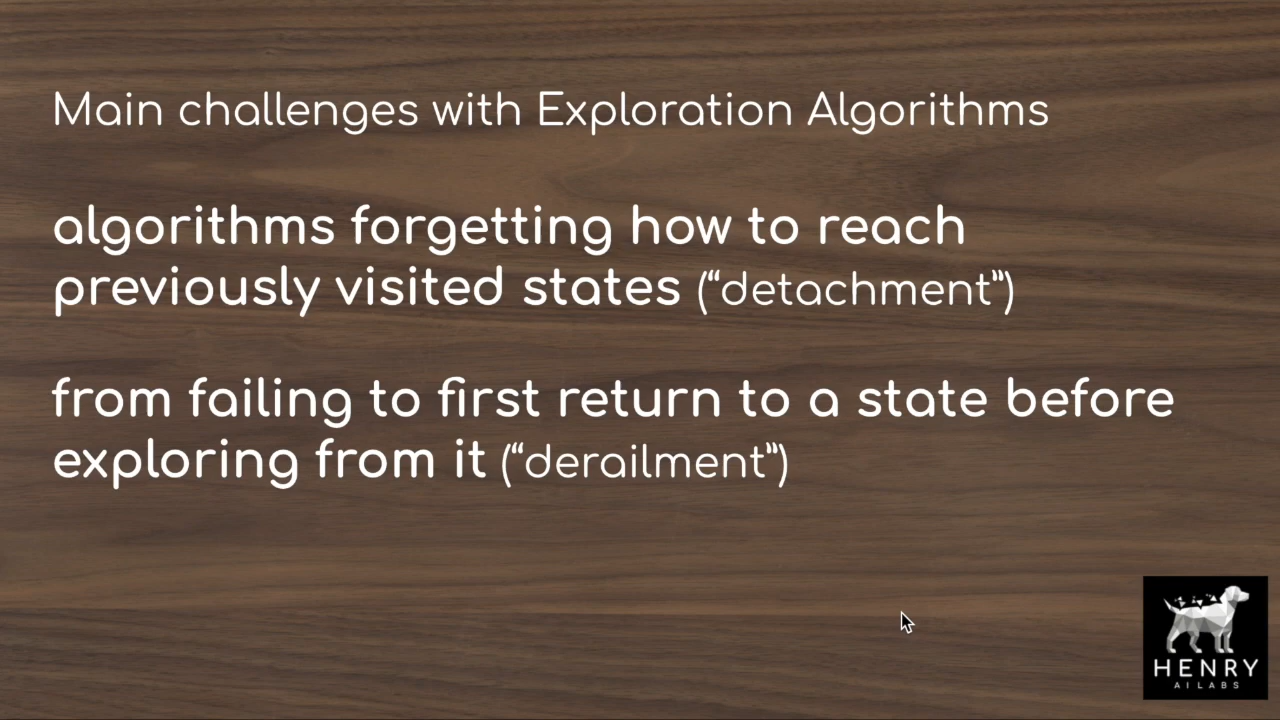 Main challenges with Exploration Algorithms
algorithms forgetting how to reach
previously visited states (“detachment”)
from failing to first return to a state before
exploring from it (“derailment”)
HENRY
AI LABS